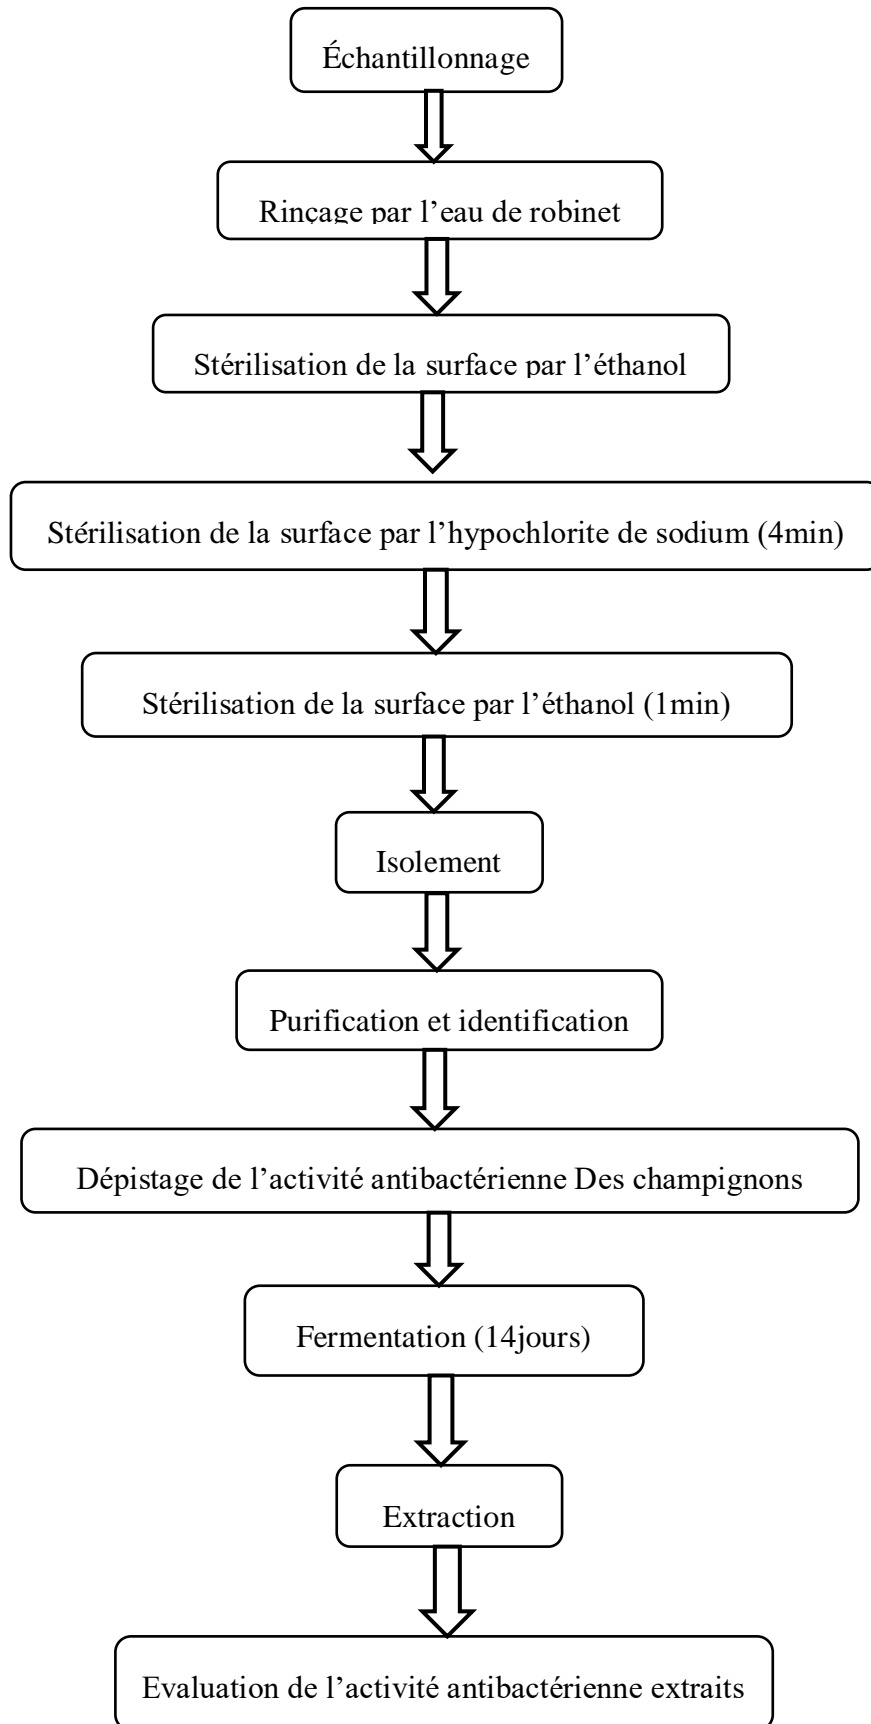 Échantillonnage
Rinçage par l’eau de robinet
Stérilisation de la surface par l’éthanol
Stérilisation de la surface par l’hypochlorite de sodium (4min)
Stérilisation de la surface par l’éthanol (1min)
Isolement
Purification et identification
Dépistage de l’activité antibactérienne Des champignons
Fermentation (14jours)
Extraction
Evaluation de l’activité antibactérienne extraits